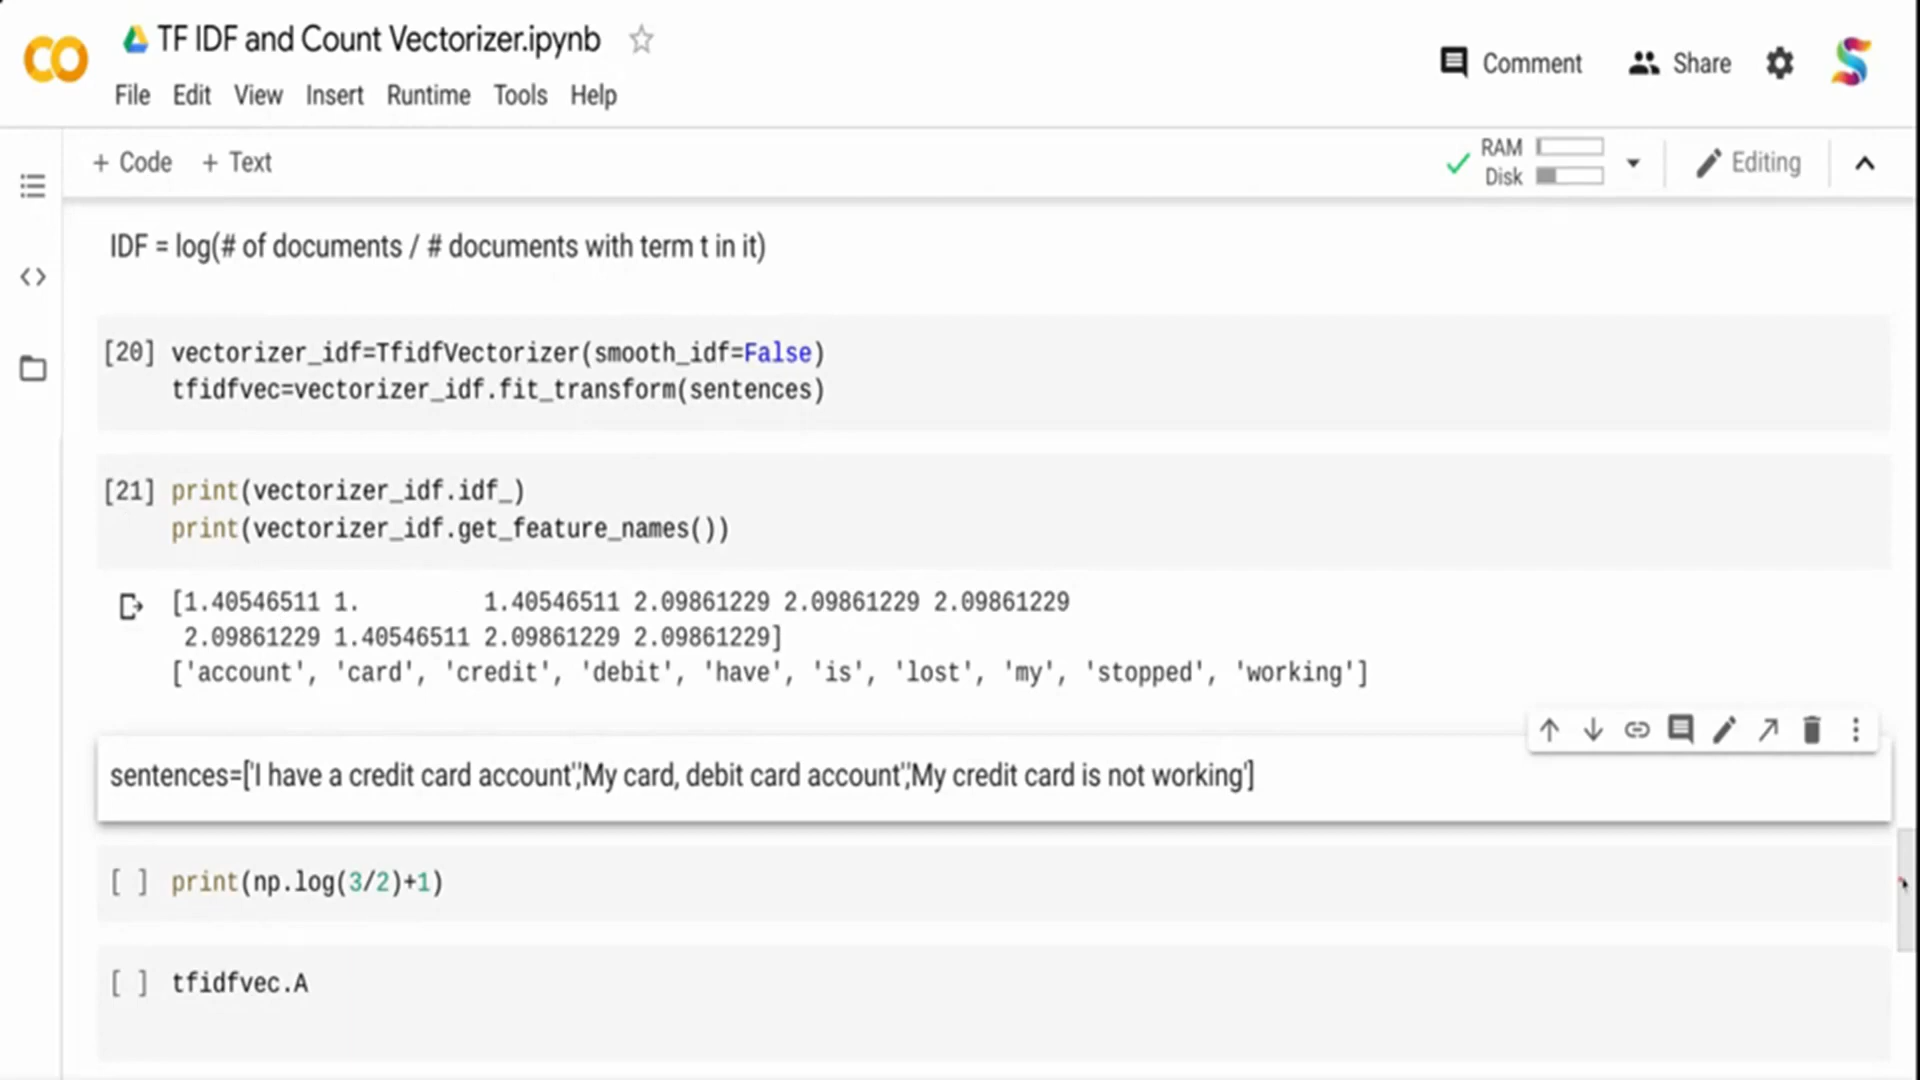 TF IDF and Count Vectorizer.ipynb
File Edit View Insert Runtime Tools Help
Comment
Share
+ Code + Text
RAM
Disk
Editing
IDF = log(# of documents / # documents with term t in it)
[20] vectorizer_idf=TfidfVectorizer(smooth_idf=False)
tfidfvec=vectorizer_idf.fit_transform(sentences)
[21] print(vectorizer_idf.idf_)
print(vectorizer_idf.get_feature_names())
[1.40546511 1. 1.40546511 2.09861229 2.09861229 2.09861229
2.09861229 1.40546511 2.09861229 2.09861229]
['account', 'card', 'credit', 'debit', 'have', 'is', 'lost', 'my', 'stopped', 'working']
sentences=['I have a credit card account'',''My card, debit card account'',''My credit card is not working']
[ ] print(np.log(3/2)+1)
[ ] tfidfvec.A